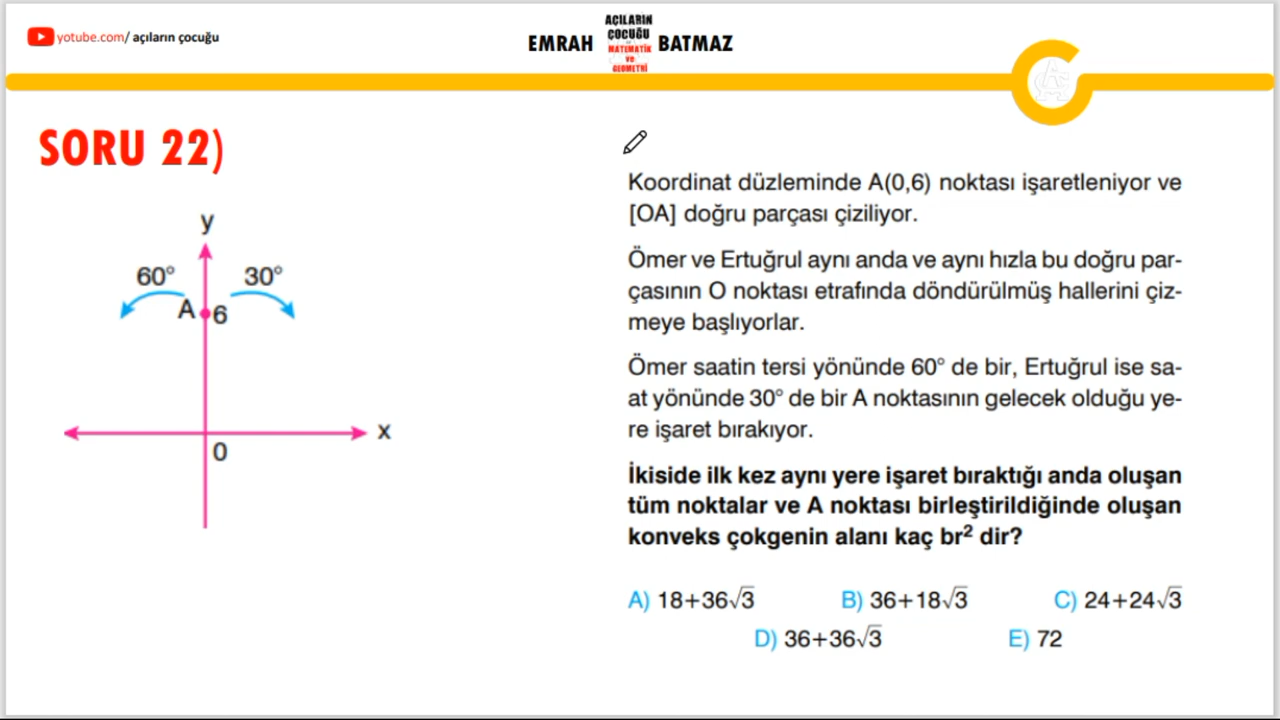 yotube.com/ açıların çocuğu
EMRAH
AÇILARIN
ÇOCUĞU
MATEMATİK
ve
GEOMETRİ
BATMAZ
SORU 22)
y
60°
30°
A
6
x
0
Koordinat düzleminde A(0,6) noktası işaretleniyor ve
[OA] doğru parçası çiziliyor.
Ömer ve Ertuğrul aynı anda ve aynı hızla bu doğru par-
çasının O noktası etrafında döndürülmüş hallerini çiz-
meye başlıyorlar.
Ömer saatin tersi yönünde 60° de bir, Ertuğrul ise sa-
at yönünde 30° de bir A noktasının gelecek olduğu ye-
re işaret bırakıyor.
İkiside ilk kez aynı yere işaret bıraktığı anda oluşan
tüm noktalar ve A noktası birleştirildiğinde oluşan
konveks çokgenin alanı kaç br² dir?
A) 18+36√3 B) 36+18√3 C) 24+24√3
D) 36+36√3 E) 72